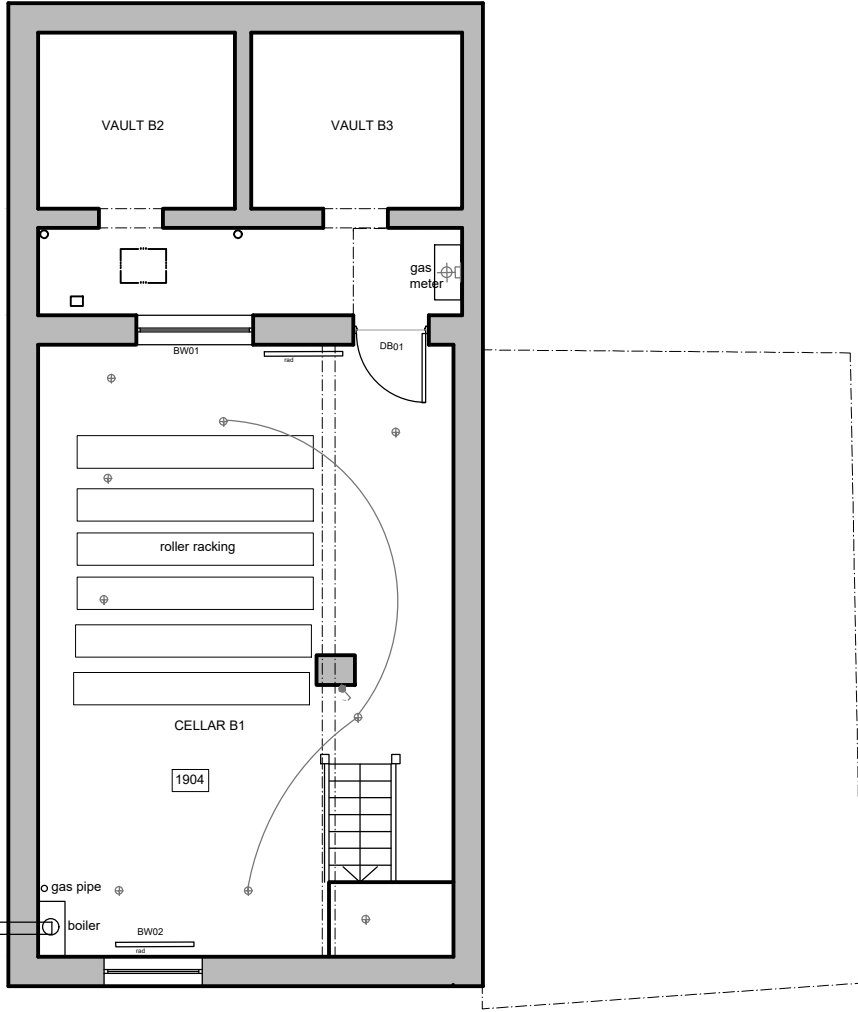 VAULT B2
VAULT B3
gas
meter
BW01
DB01
rad
roller racking
CELLAR B1
1904
gas pipe
boiler
BW02
rad